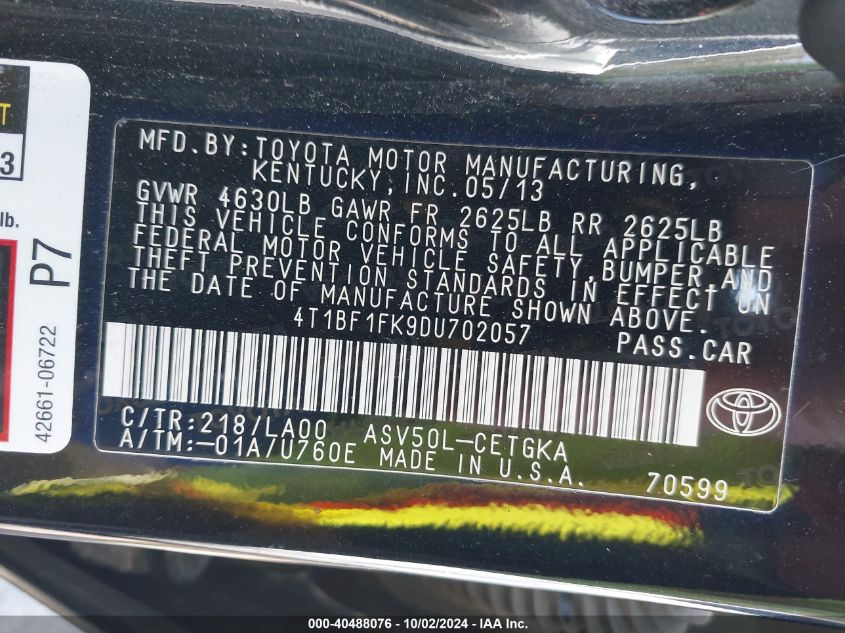 MFD.BY:TOYOTA MOTOR MANUFACTURING,
KENTUCKY,INC.05/13
GVWR 4630LB GAWR FR 2625LB RR 2625LB
THIS VEHICLE CONFORMS TO ALL APPLICABLE
FEDERAL MOTOR VEHICLE SAFETY,BUMPER,AND
THEFT PREVENTION STANDARDS IN EFFECT ON
THE DATE OF MANUFACTURE SHOWN ABOVE.
4T1BF1FK9DU702057
PASS.CAR
C/TR:218/LA00 ASV50L-CETGKA
A/TM:-01A/U760E MADE IN U.S.A.
70599
T
3
lb.
P7
42661-06722
000-40488076 - 10/02/2024 - IAA Inc.